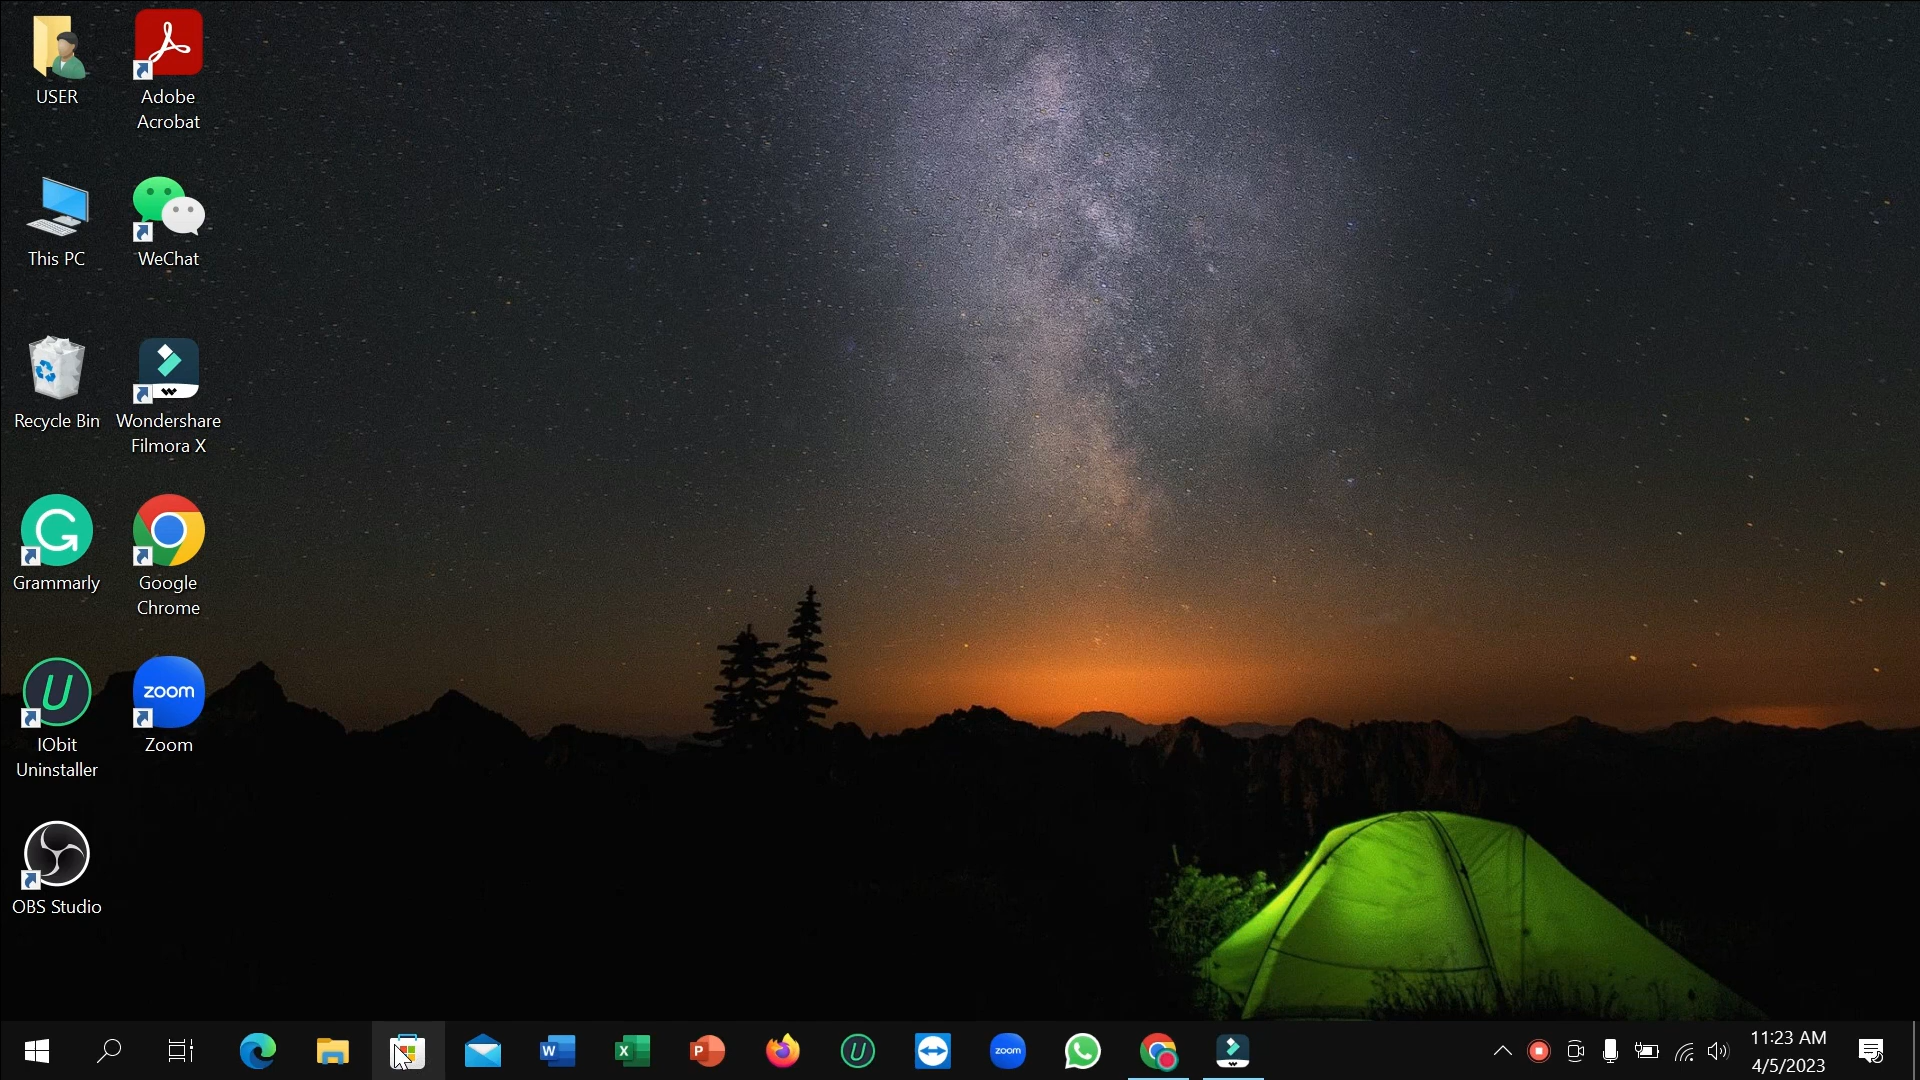 USER
Adobe
Acrobat
This PC
WeChat
Recycle Bin
Wondershare
Filmora X
Grammarly
Google
Chrome
IObit
Uninstaller
zoom
Zoom
OBS Studio
W
X
P
zoom
11:23 AM
4/5/2023